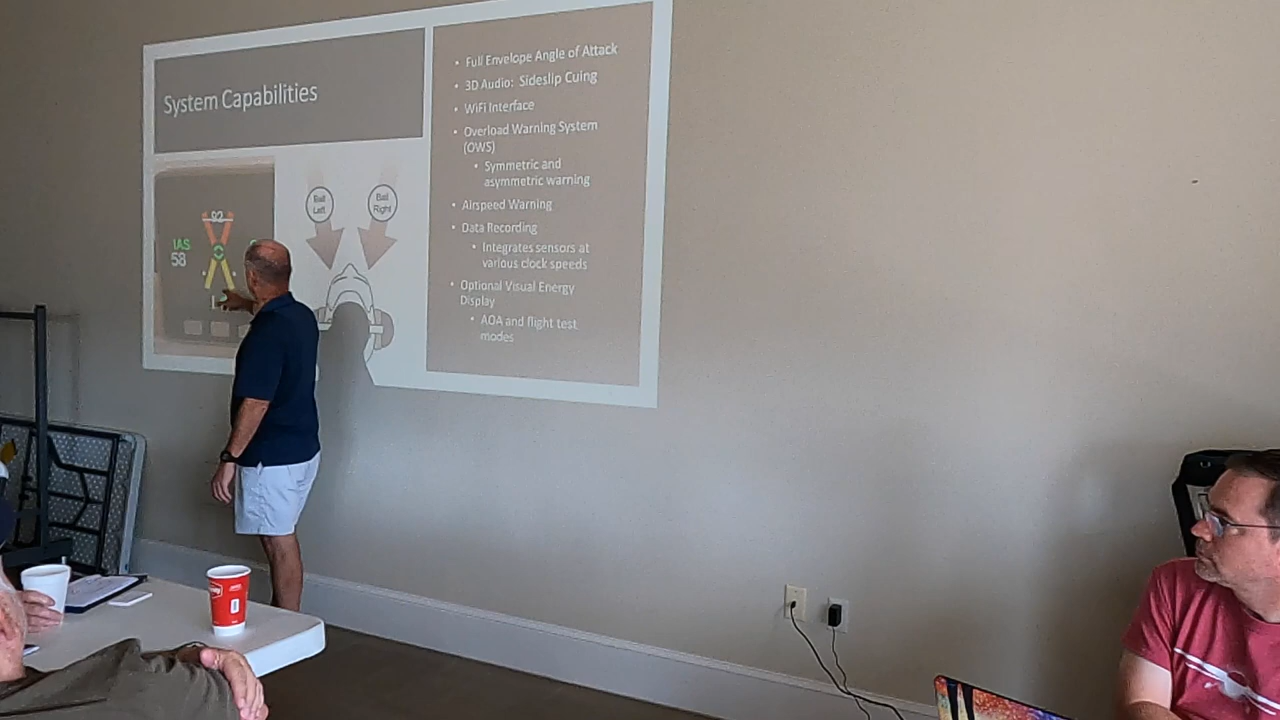 System Capabilities
92
IAS
58
Ball
Left
Ball
Right
• Full Envelope Angle of Attack
• 3D Audio: Sideslip Cuing
• WiFi Interface
• Overload Warning System
(OWS)
• Symmetric and
asymmetric warning
• Airspeed Warning
• Data Recording
• Integrates sensors at
various clock speeds
• Optional Visual Energy
Display
• AOA and flight test
modes